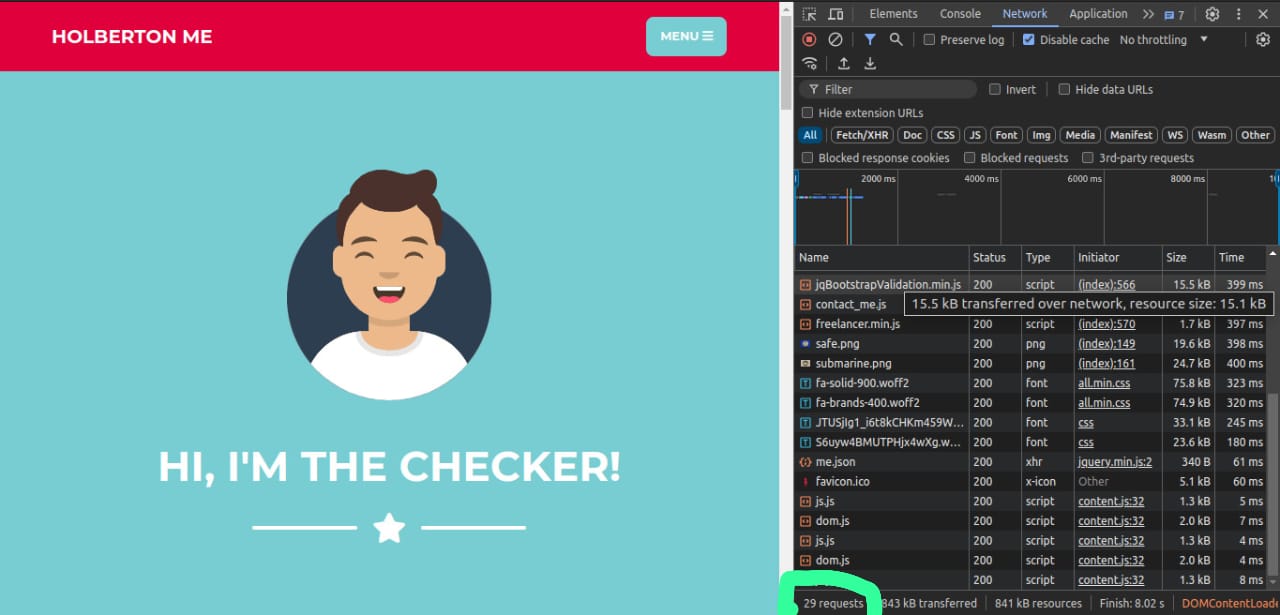 HOLBERTON ME
MENU
HI, I'M THE CHECKER!
Elements Console Network Application 7
Preserve log Disable cache No throttling
Filter Invert Hide data URLs
Hide extension URLs
All Fetch/XHR Doc CSS JS Font Img Media Manifest WS Wasm Other
Blocked response cookies Blocked requests 3rd-party requests
2000 ms 4000 ms 6000 ms 8000 ms
Name Status Type Initiator Size Time
jqBootstrapValidation.min.js 200 script (index):566 15.5 kB 399 ms
contact_me.js
15.5 kB transferred over network, resource size: 15.1 kB
freelancer.min.js 200 script (index):570 1.7 kB 397 ms
safe.png 200 png (index):149 19.6 kB 398 ms
submarine.png 200 png (index):161 24.7 kB 400 ms
fa-solid-900.woff2 200 font all.min.css 75.8 kB 323 ms
fa-brands-400.woff2 200 font all.min.css 74.9 kB 320 ms
JTUSjIg1_i6t8kCHKm459W... 200 font css 33.1 kB 245 ms
S6uyw4BMUTPHjx4wXg.w... 200 font css 23.6 kB 180 ms
me.json 200 xhr jquery.min.js:2 340 B 61 ms
favicon.ico 200 x-icon Other 5.1 kB 60 ms
js.js 200 script content.js:32 1.3 kB 5 ms
dom.js 200 script content.js:32 2.0 kB 7 ms
js.js 200 script content.js:32 1.3 kB 4 ms
dom.js 200 script content.js:32 2.0 kB 4 ms
200 script content.js:32 1.3 kB 8 ms
29 requests 843 kB transferred 841 kB resources Finish: 8.02 s DOMContentLoade